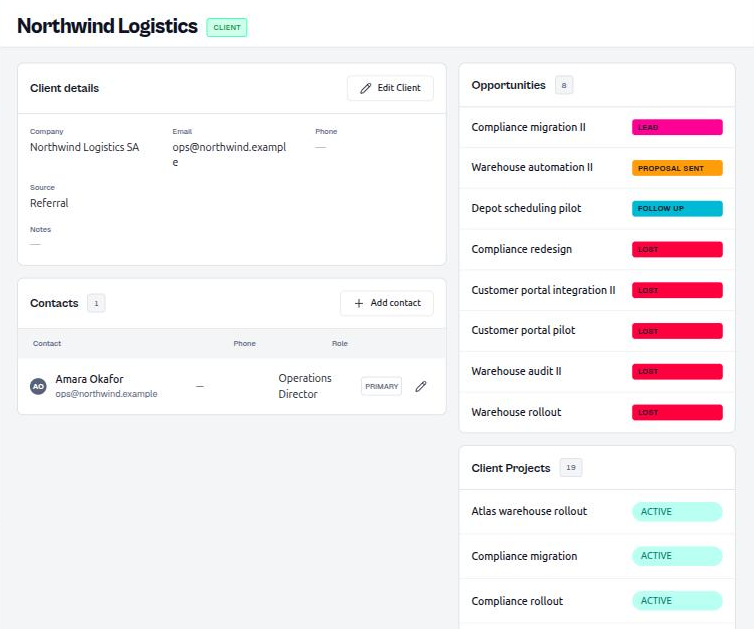 Northwind Logistics CLIENT
Client details
Edit Client
Company Email Phone
Northwind Logistics SA ops@northwind.exampl —
e
Source
Referral
Notes
—
Contacts 1
Add contact
Contact Phone Role
AO Amara Okafor — Operations PRIMARY
ops@northwind.example Director
Opportunities 8
Compliance migration II LEAD
Warehouse automation II PROPOSAL SENT
Depot scheduling pilot FOLLOW UP
Compliance redesign LOST
Customer portal integration II LOST
Customer portal pilot LOST
Warehouse audit II LOST
Warehouse rollout LOST
Client Projects 19
Atlas warehouse rollout ACTIVE
Compliance migration ACTIVE
Compliance rollout ACTIVE